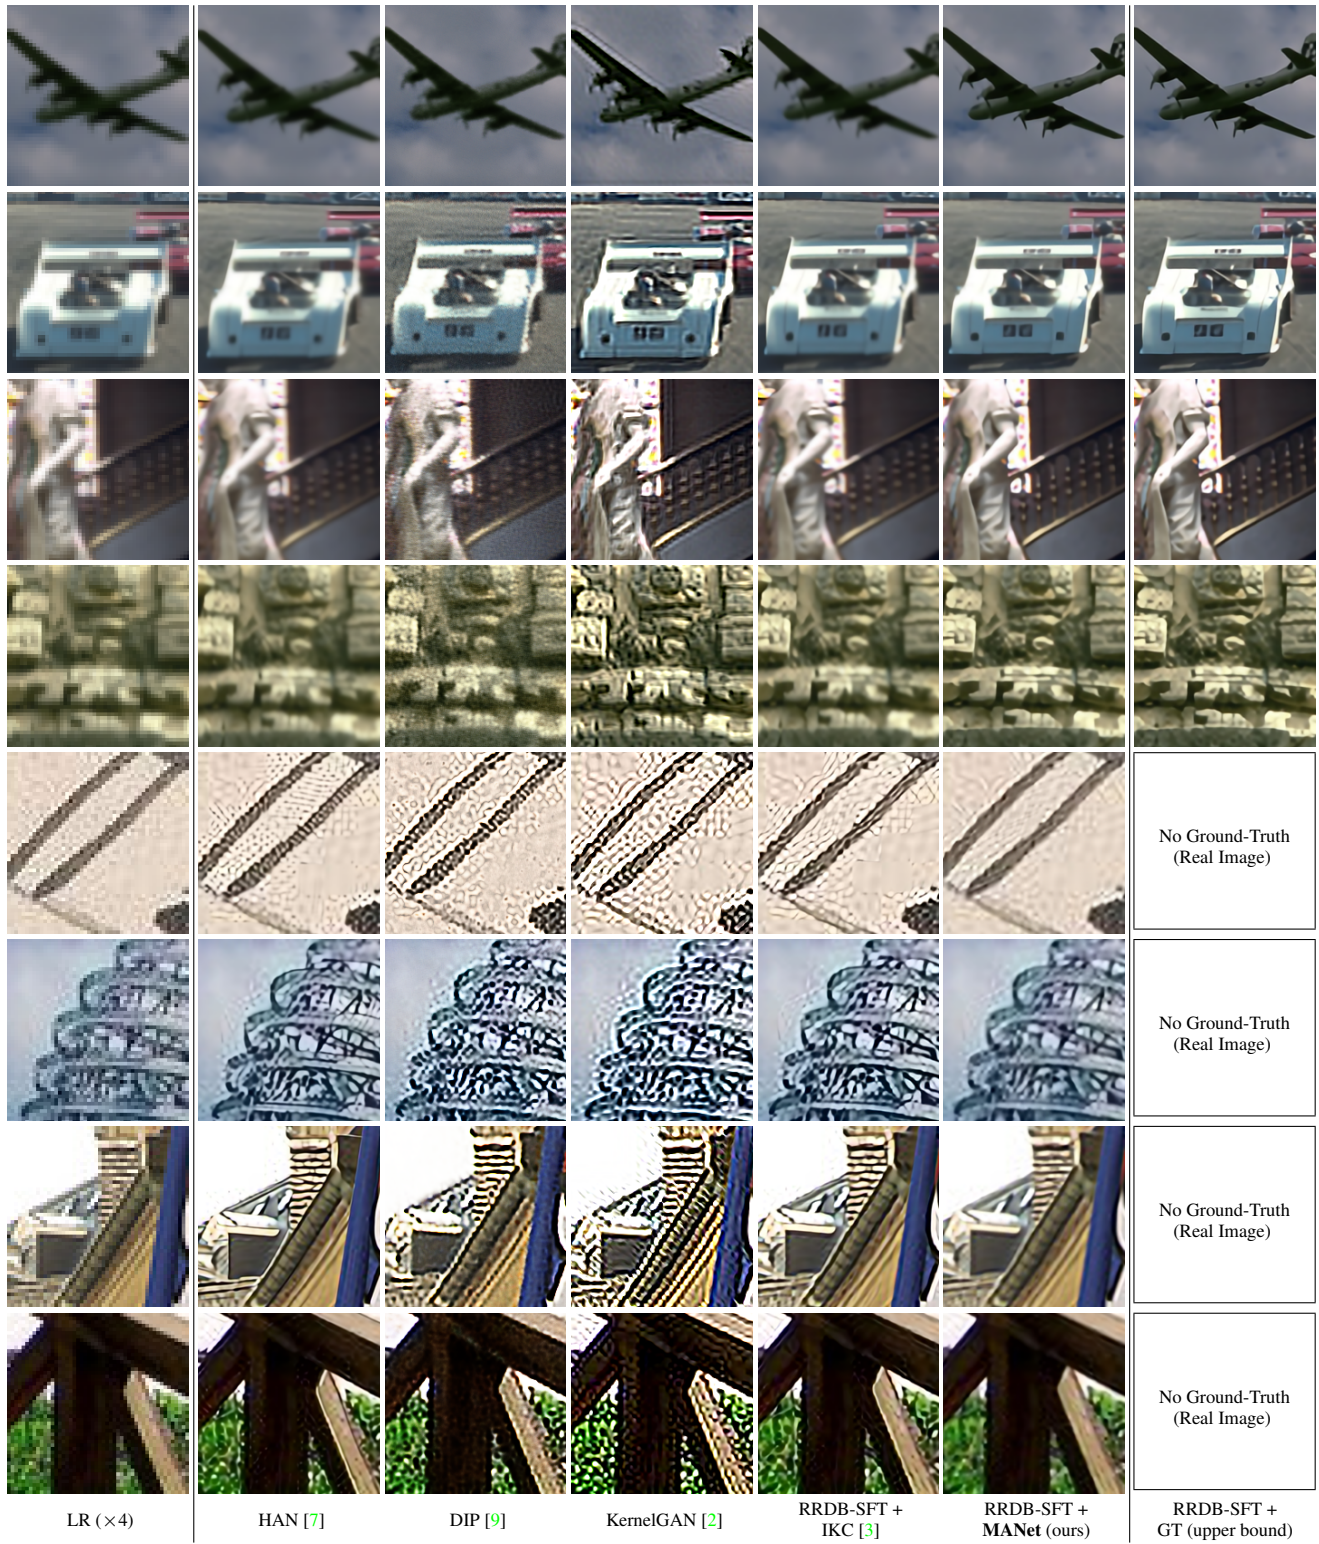 No Ground-Truth
(Real Image)
No Ground-Truth
(Real Image)
No Ground-Truth
(Real Image)
No Ground-Truth
(Real Image)
LR (×4)
HAN [7]
DIP [9]
KernelGAN [2]
RRDB-SFT +
IKC [3]
RRDB-SFT +
MANet (ours)
RRDB-SFT +
GT (upper bound)